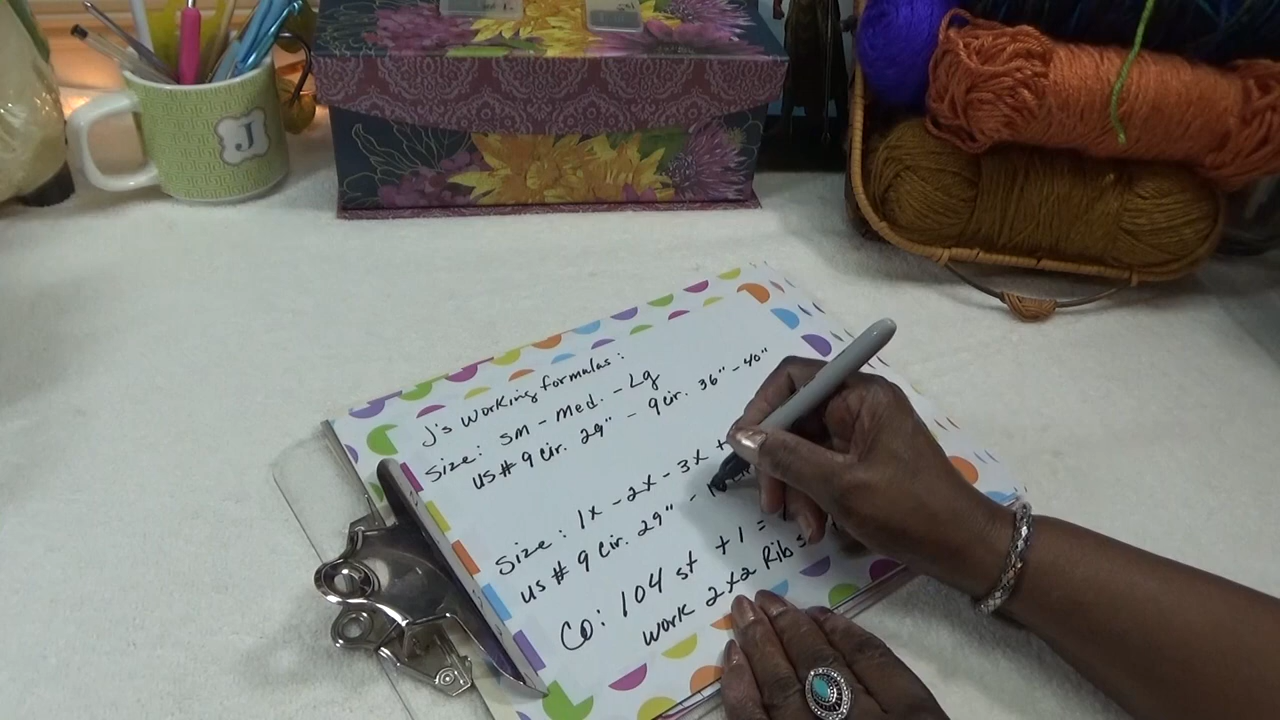 J
J's working formulas:
Size: sm - med. - Lg
us # 9 cir. 29" - 9 cir. 36" - 40"
Size: 1x - 2x - 3x +
us # 9 cir. 29" -
CO: 104 st + 1 =
work 2x2 Rib